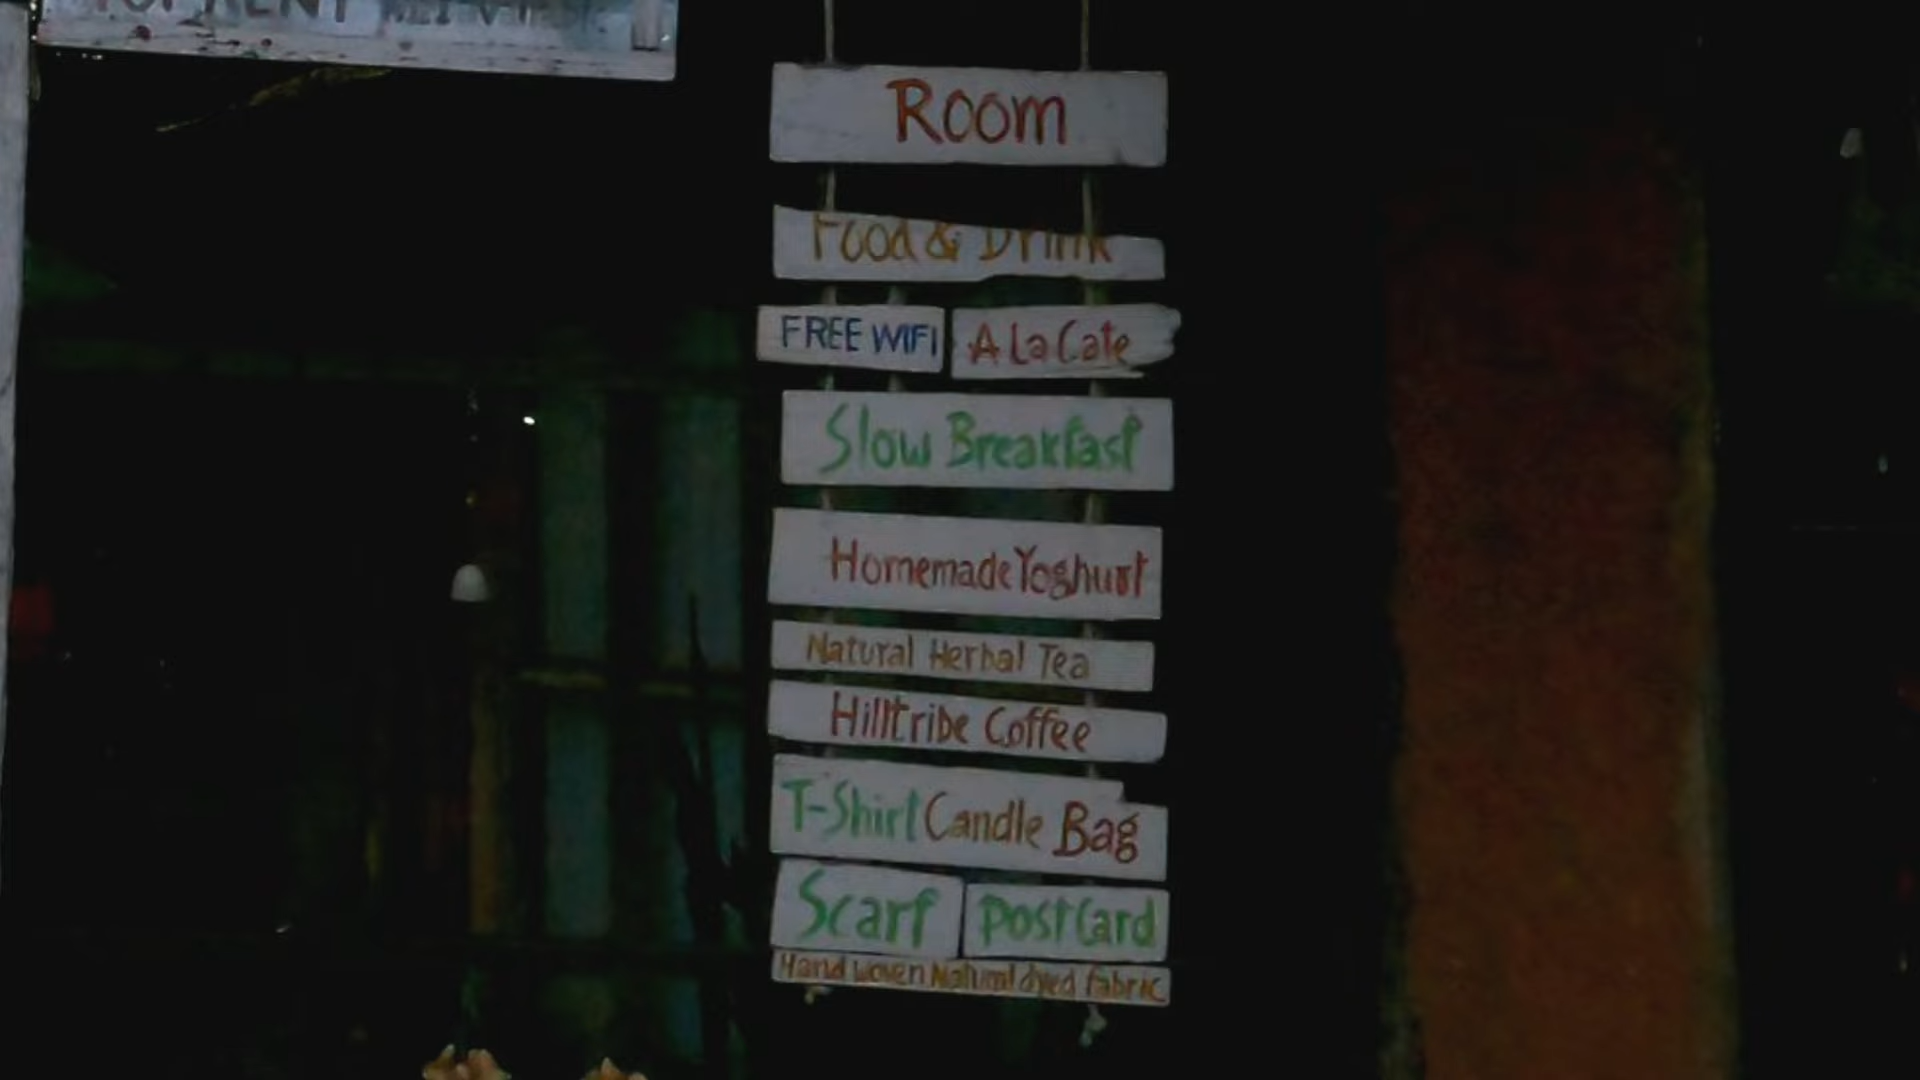 Room
Food & Drink
FREE WIFI
A La Cate
Slow Breakfast
Homemade Yoghurt
Natural Herbal Tea
Hilltribe Coffee
T-Shirt Candle Bag
Scarf
PostCard
Hand woven Natural dyed fabric